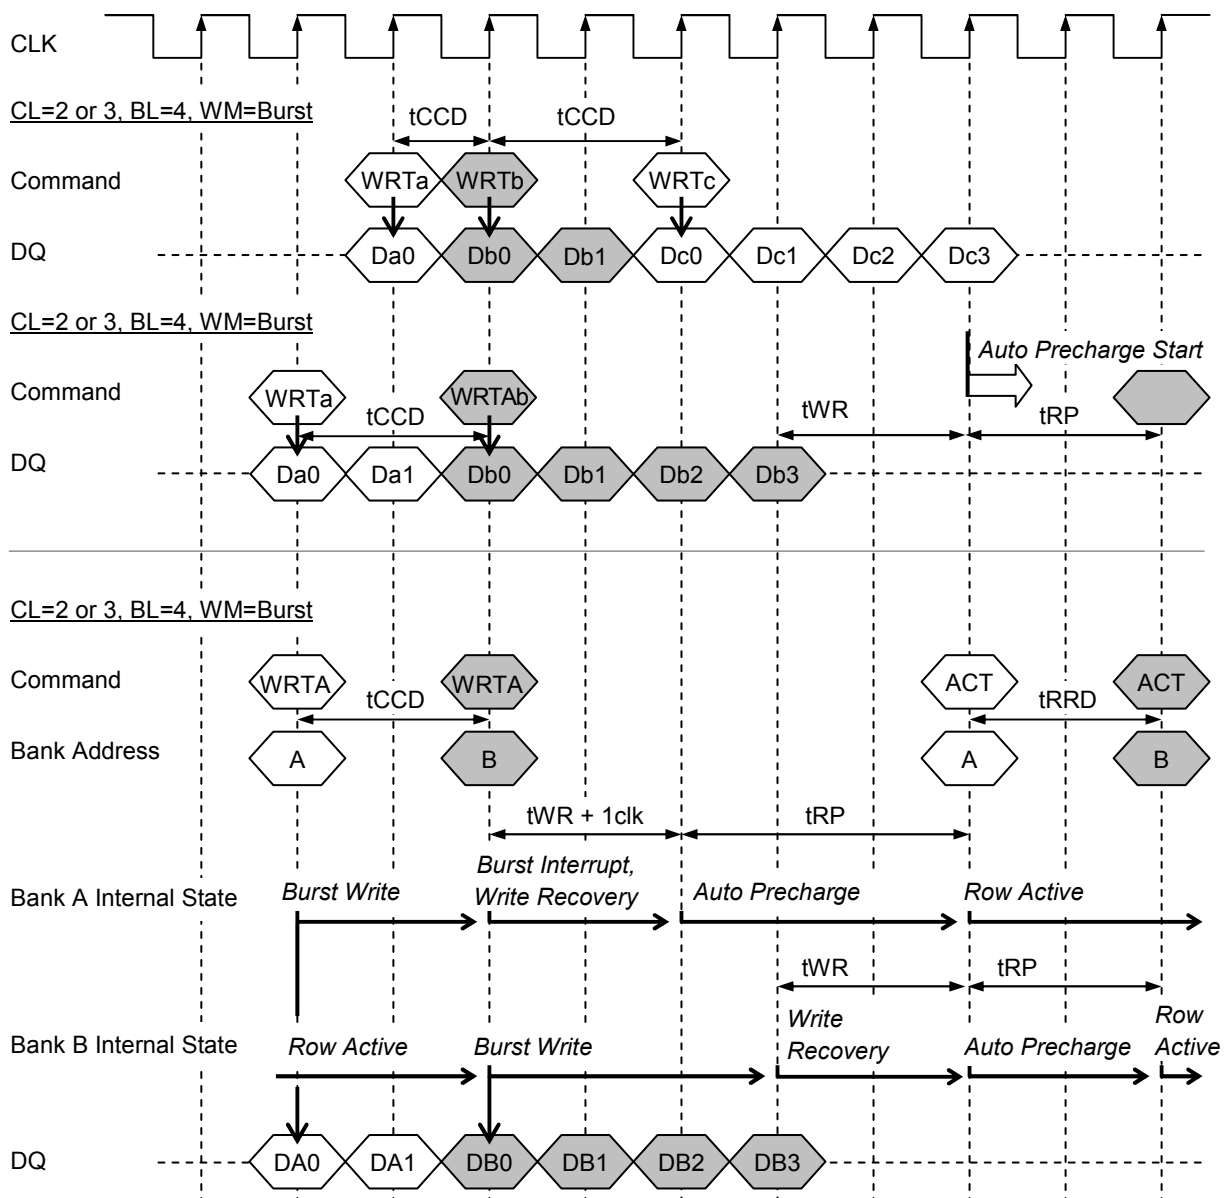 CLK
CL=2 or 3, BL=4, WM=Burst
tCCD tCCD
Command WRTa WRTb WRTc
DQ Da0 Db0 Db1 Dc0 Dc1 Dc2 Dc3
CL=2 or 3, BL=4, WM=Burst
Auto Precharge Start
Command WRTa WRTAb
tCCD tWR tRP
DQ Da0 Da1 Db0 Db1 Db2 Db3
CL=2 or 3, BL=4, WM=Burst
Command WRTA WRTA ACT ACT
tCCD tRRD
Bank Address A B A B
tWR + 1clk tRP
Burst Interrupt,
Bank A Internal State Burst Write Write Recovery Auto Precharge Row Active
tWR tRP
Write Row
Bank B Internal State Row Active Burst Write Recovery Auto Precharge Active
DQ DA0 DA1 DB0 DB1 DB2 DB3